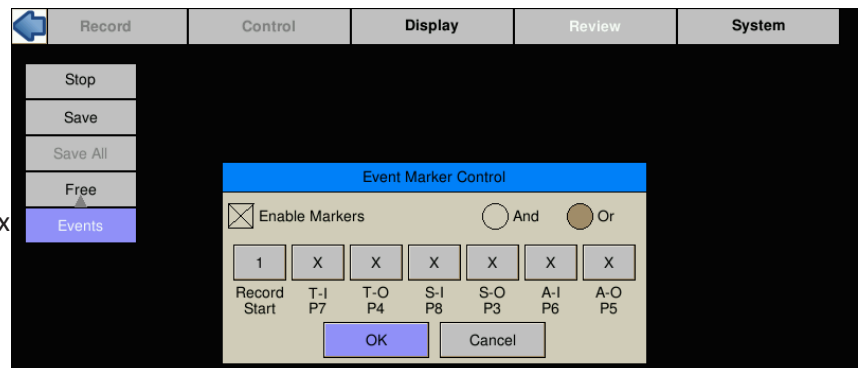 Record Control Display Review System
Stop
Save
Save All
Free
x Events
Event Marker Control
Enable Markers And Or
1 X X X X X X
Record T-I T-O S-I S-O A-I A-O
Start P7 P4 P8 P3 P6 P5
OK Cancel